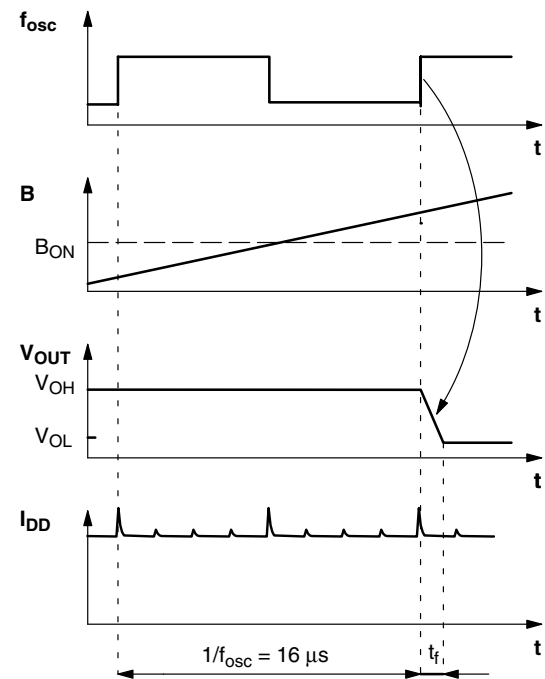 fosc
t
B
BON
t
VOUT
VOH
VOL
t
IDD
t
1/fosc = 16 μs
tf